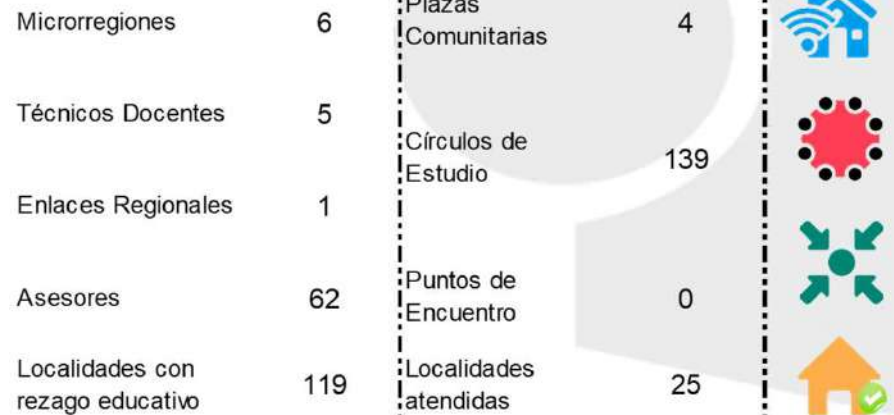 Microrregiones 6
Técnicos Docentes 5
Enlaces Regionales 1
Asesores 62
Localidades con
rezago educativo 119
Plazas
Comunitarias 4
Círculos de
Estudio 139
Puntos de
Encuentro 0
Localidades
atendidas 25